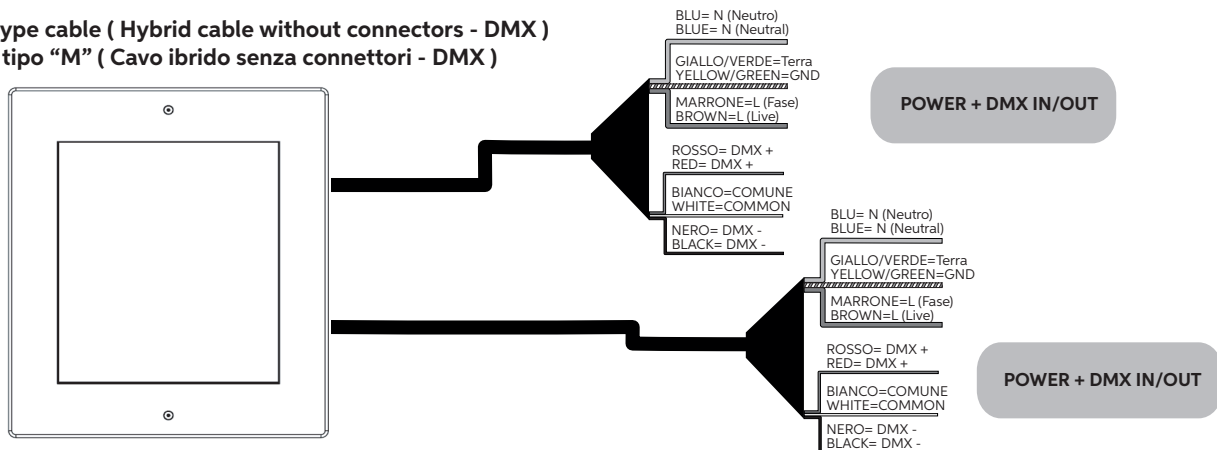 ype cable ( Hybrid cable without connectors - DMX )
tipo “M” ( Cavo ibrido senza connettori - DMX )
BLU= N (Neutro)
BLUE= N (Neutral)
GIALLO/VERDE=Terra
YELLOW/GREEN=GND
MARRONE=L (Fase)
BROWN=L (Live)
ROSSO= DMX +
RED= DMX +
BIANCO=COMUNE
WHITE=COMMON
NERO= DMX -
BLACK= DMX -
POWER + DMX IN/OUT
BLU= N (Neutro)
BLUE= N (Neutral)
GIALLO/VERDE=Terra
YELLOW/GREEN=GND
MARRONE=L (Fase)
BROWN=L (Live)
ROSSO= DMX +
RED= DMX +
BIANCO=COMUNE
WHITE=COMMON
NERO= DMX -
BLACK= DMX -
POWER + DMX IN/OUT